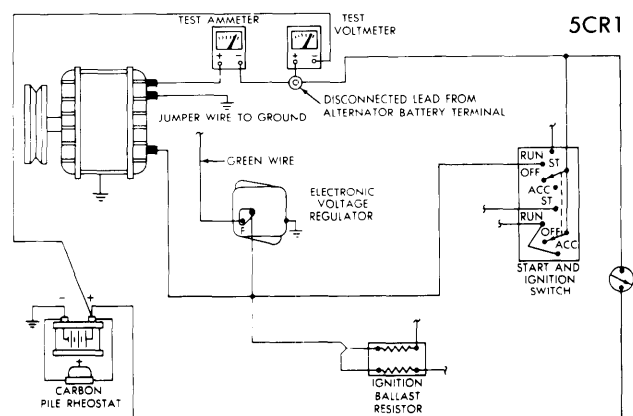 TEST AMMETER
TEST
VOLTMETER
5CR1
+ -
+ -
DISCONNECTED LEAD FROM
ALTERNATOR BATTERY TERMINAL
JUMPER WIRE TO GROUND
GREEN WIRE
ELECTRONIC
VOLTAGE
REGULATOR
F
RUN
ST
OFF
ACC
ST
RUN
OFF
ACC
START AND
IGNITION
SWITCH
- +
+
CARBON
PILE RHEOSTAT
IGNITION
BALLAST
RESISTOR